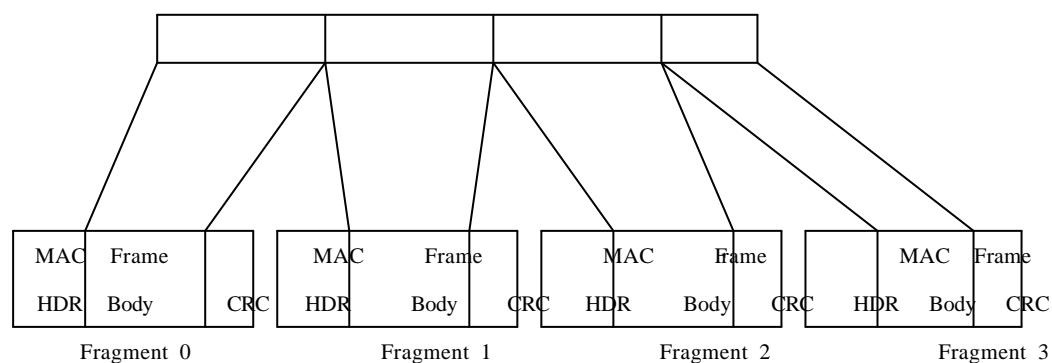 MAC Frame MAC Frame MAC Frame MAC Frame
HDR Body CRC HDR Body CRC HDR Body CRC HDR Body CRC
Fragment 0 Fragment 1 Fragment 2 Fragment 3